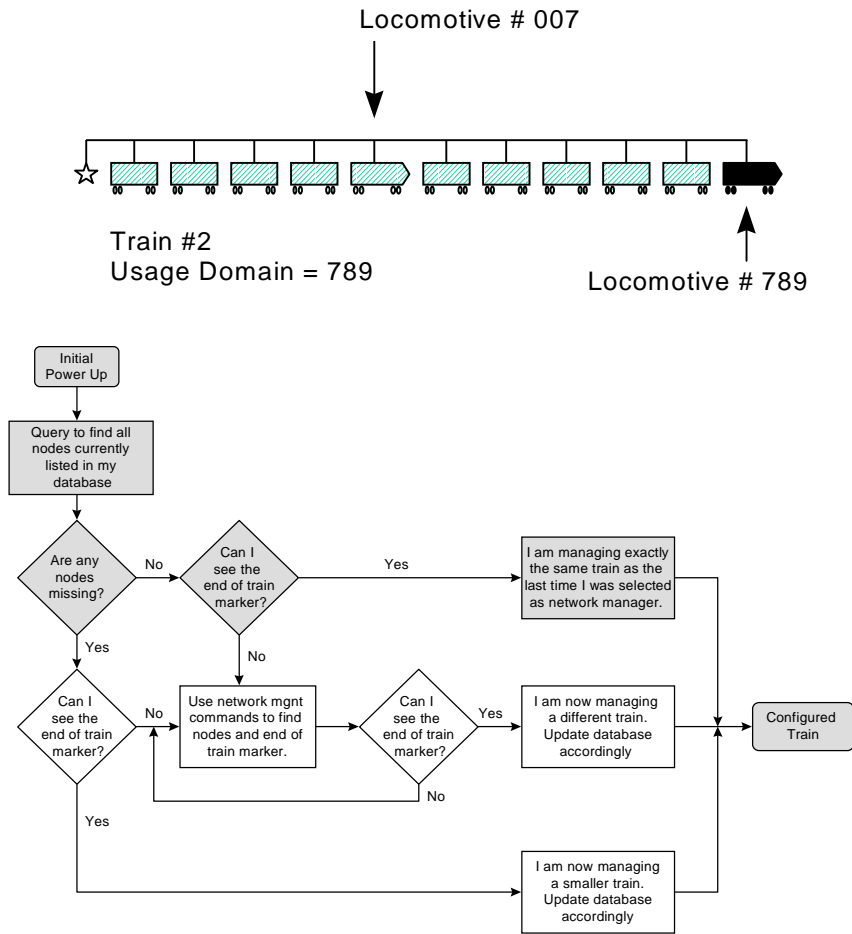 Locomotive # 007
Train #2
Usage Domain = 789
Locomotive # 789
Initial
Power Up
Query to find all
nodes currently
listed in my
database
Are any
nodes
missing?
No
Can I
see the
end of train
marker?
Yes
I am managing exactly
the same train as the
last time I was selected
as network manager.
Yes
No
Can I
see the
end of train
marker?
No
Use network mgnt
commands to find
nodes and end of
train marker.
Can I
see the
end of train
marker?
Yes
I am now managing
a different train.
Update database
accordingly
Configured
Train
No
Yes
I am now managing
a smaller train.
Update database
accordingly